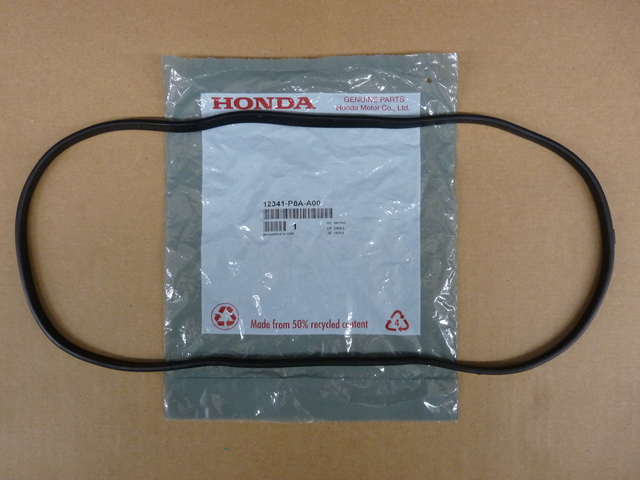 HONDA
GENUINE PARTS
Honda Motor Co., Ltd.
12341-P8A-A00
1
Made from 50% recycled content
4